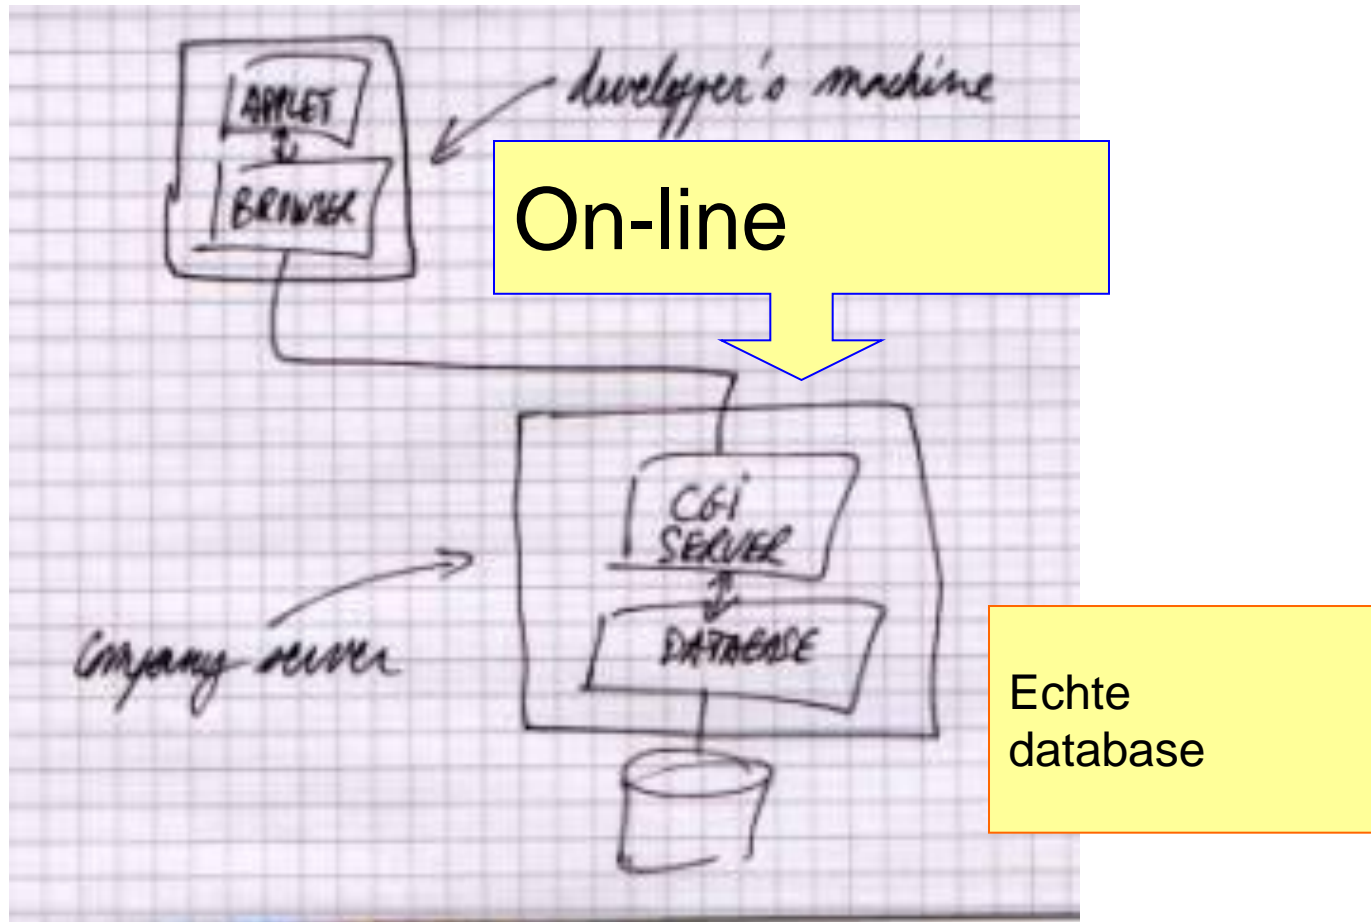 APPLET
developer's machine
BROWSER
On-line
CGi
SERVER
DATABASE
company server
Echte
database